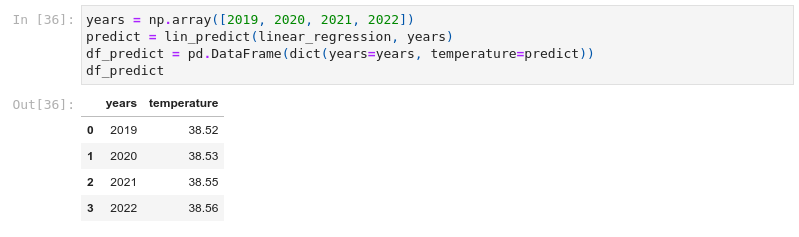 In [36]: years = np.array([2019, 2020, 2021, 2022])
predict = lin_predict(linear_regression, years)
df_predict = pd.DataFrame(dict(years=years, temperature=predict))
df_predict
Out[36]: years temperature
0 2019 38.52
1 2020 38.53
2 2021 38.55
3 2022 38.56